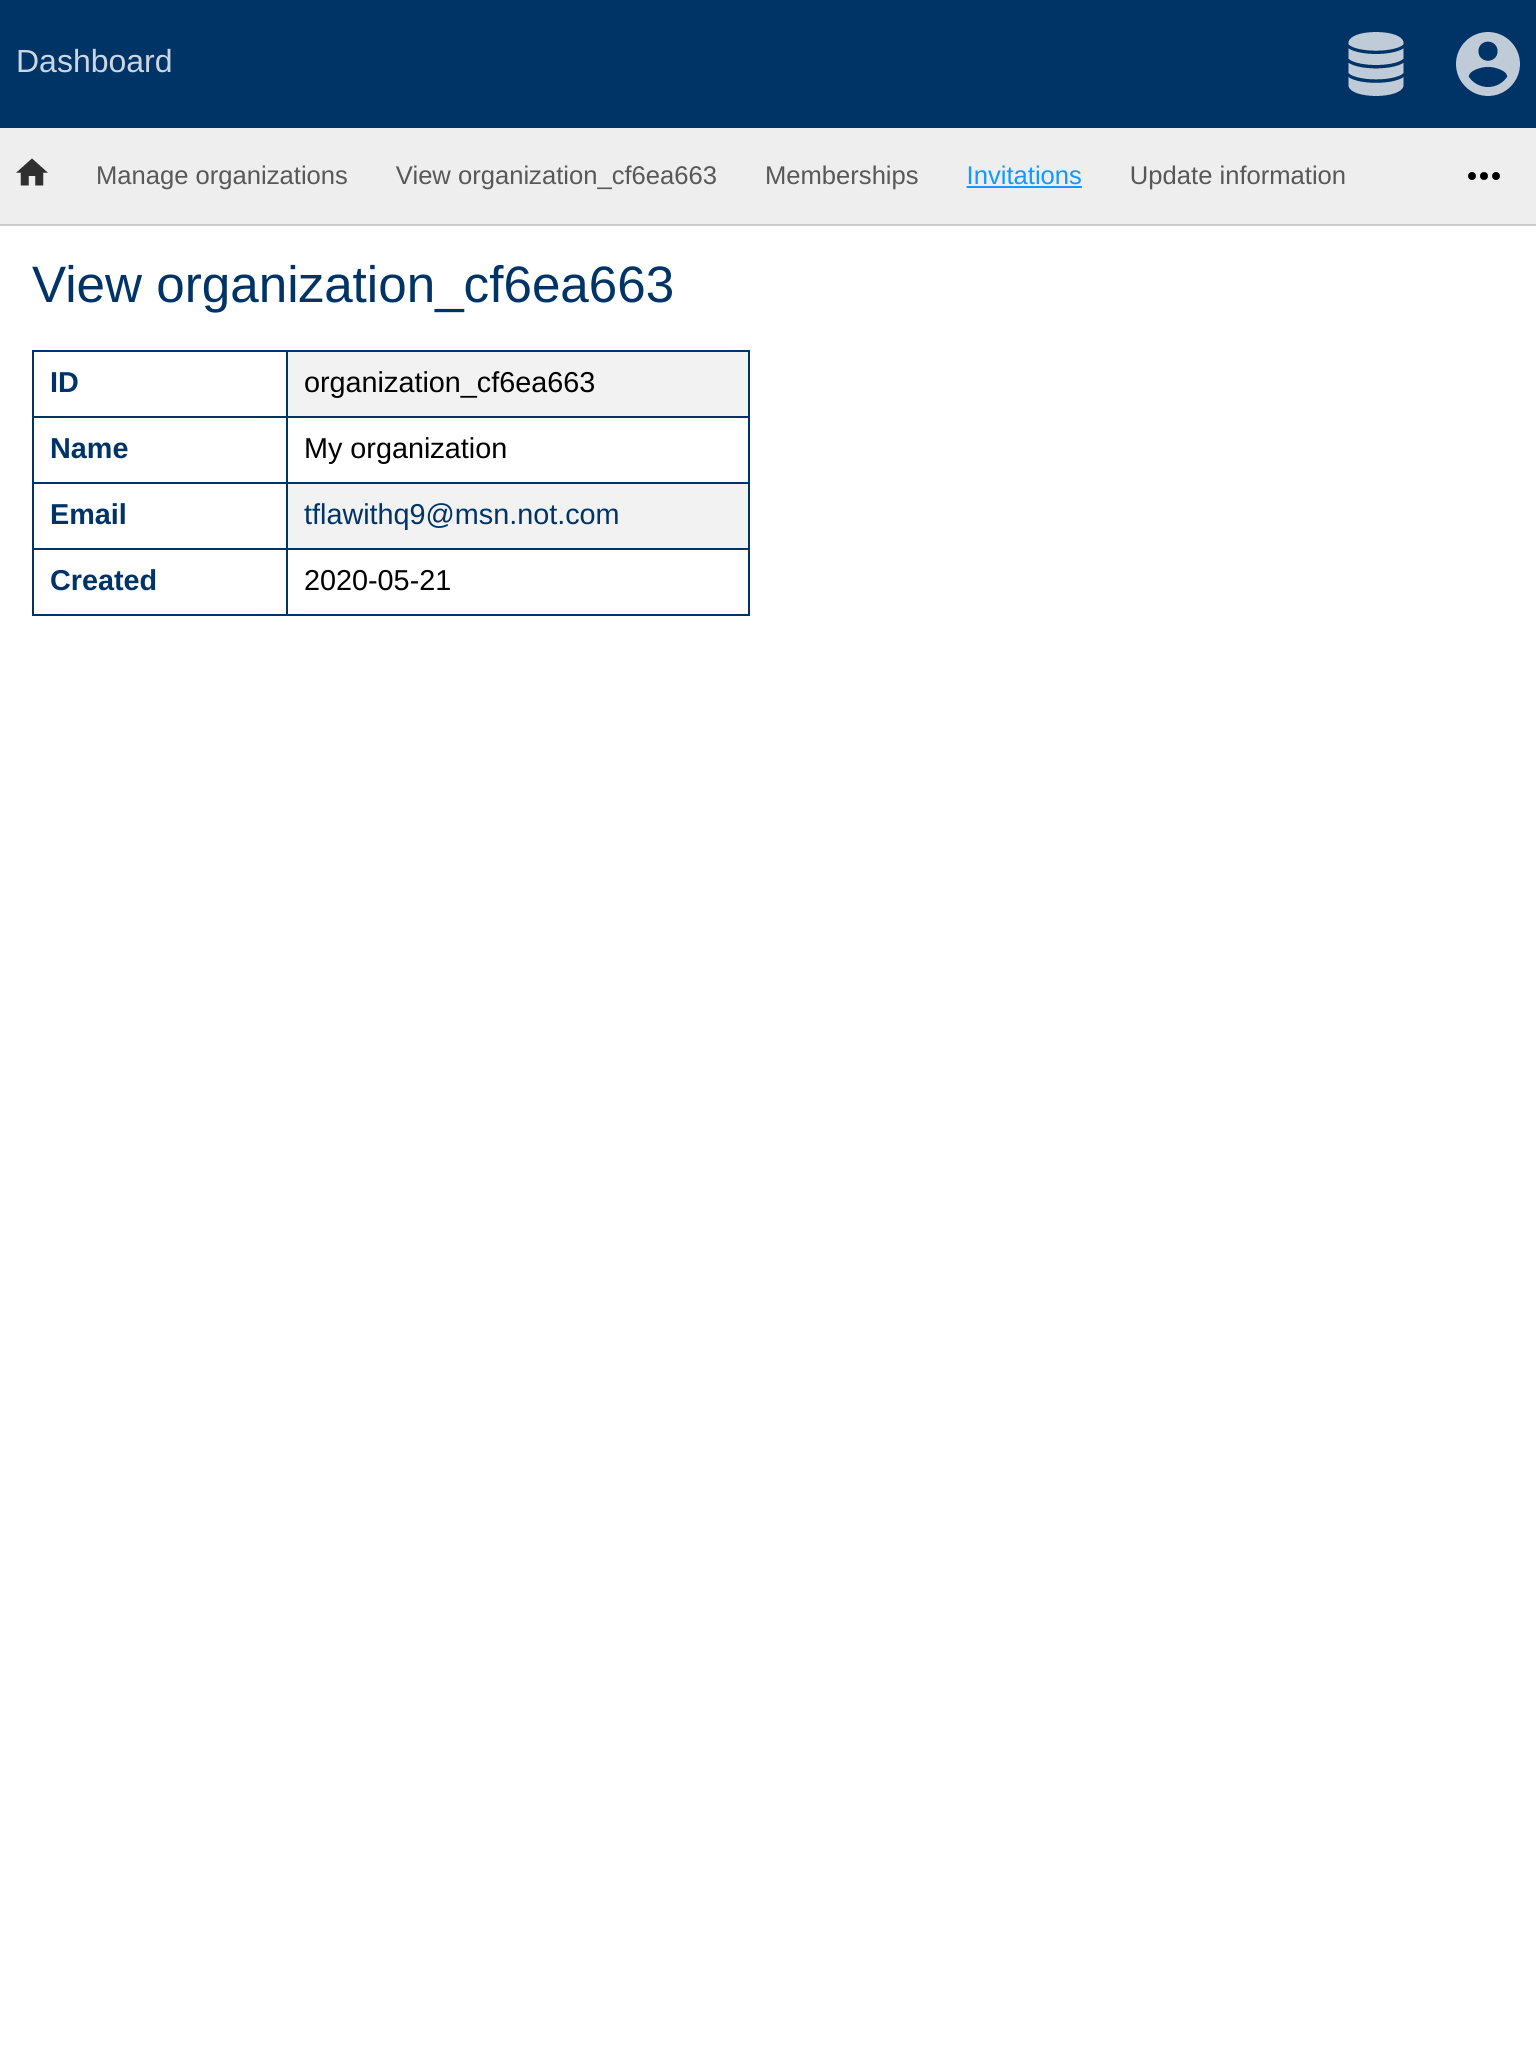 Dashboard
Manage organizations View organization_cf6ea663 Memberships Invitations Update information
View organization_cf6ea663
ID organization_cf6ea663
Name My organization
Email tflawithq9@msn.not.com
Created 2020-05-21